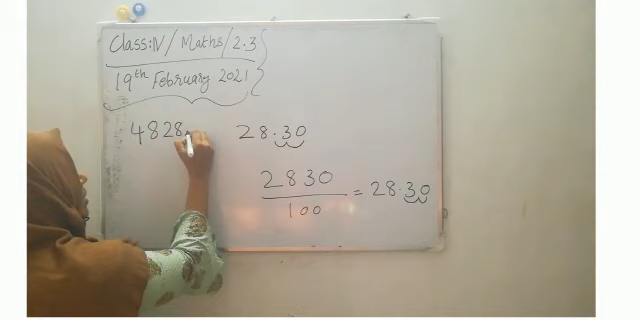 Class:IV/ Maths/2.3
19th February 2021
4828 28.30
2830
100
= 28.30